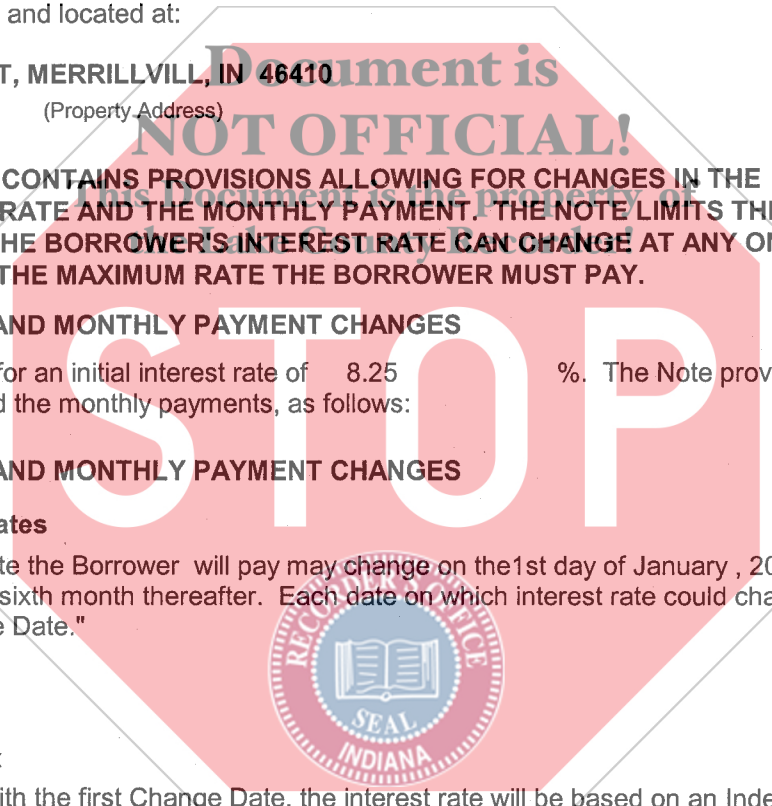 and located at:
T, MERRILLVILL, IN 46410
Document is
(Property Address)
NOT OFFICIAL!
CONTAINS PROVISIONS ALLOWING FOR CHANGES IN THE
This Document is the property of
RATE AND THE MONTHLY PAYMENT. THE NOTE LIMITS TH
the Lake County Recorder!
HE BORROWER'S INTEREST RATE CAN CHANGE AT ANY ON
THE MAXIMUM RATE THE BORROWER MUST PAY.
AND MONTHLY PAYMENT CHANGES
for an initial interest rate of 8.25 %. The Note prov
d the monthly payments, as follows:
STOP
AND MONTHLY PAYMENT CHANGES
ates
te the Borrower will pay may change on the1st day of January , 20
sixth month thereafter. Each date on which interest rate could cha
e Date."
RECORDER'S OFFICE
SEAL
INDIANA
ith the first Change Date, the interest rate will be based on an Inde